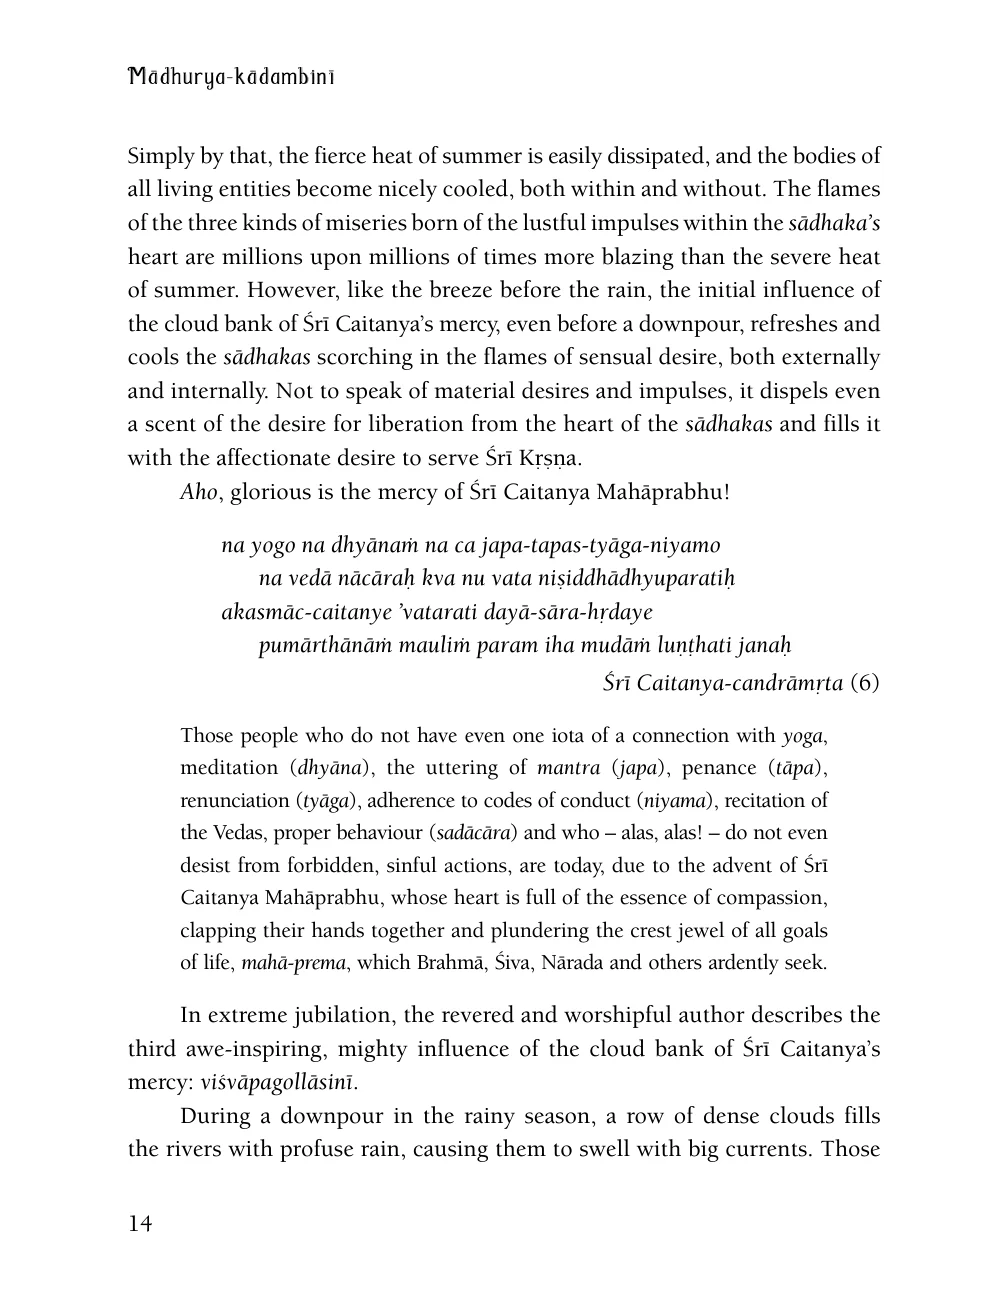 Mādhurya-kādambinī
Simply by that, the fierce heat of summer is easily dissipated, and the bodies of
all living entities become nicely cooled, both within and without. The flames
of the three kinds of miseries born of the lustful impulses within the sādhaka’s
heart are millions upon millions of times more blazing than the severe heat
of summer. However, like the breeze before the rain, the initial influence of
the cloud bank of Śrī Caitanya’s mercy, even before a downpour, refreshes and
cools the sādhakas scorching in the flames of sensual desire, both externally
and internally. Not to speak of material desires and impulses, it dispels even
a scent of the desire for liberation from the heart of the sādhakas and fills it
with the affectionate desire to serve Śrī Kṛṣṇa.
Aho, glorious is the mercy of Śrī Caitanya Mahāprabhu!
na yogo na dhyānaṁ na ca japa-tapas-tyāga-niyamo
na vedā nācāraḥ kva nu vata niṣiddhādhyuparatiḥ
akasmāc-caitanye ’vatarati dayā-sāra-hṛdaye
pumārthānāṁ mauliṁ param iha mudāṁ luṇṭhati janaḥ
Śrī Caitanya-candrāmṛta (6)
Those people who do not have even one iota of a connection with yoga,
meditation (dhyāna), the uttering of mantra (japa), penance (tāpa),
renunciation (tyāga), adherence to codes of conduct (niyama), recitation of
the Vedas, proper behaviour (sadācāra) and who – alas, alas! – do not even
desist from forbidden, sinful actions, are today, due to the advent of Śrī
Caitanya Mahāprabhu, whose heart is full of the essence of compassion,
clapping their hands together and plundering the crest jewel of all goals
of life, mahā-prema, which Brahmā, Śiva, Nārada and others ardently seek.
In extreme jubilation, the revered and worshipful author describes the
third awe-inspiring, mighty influence of the cloud bank of Śrī Caitanya’s
mercy: viśvāpagollāsinī.
During a downpour in the rainy season, a row of dense clouds fills
the rivers with profuse rain, causing them to swell with big currents. Those
14